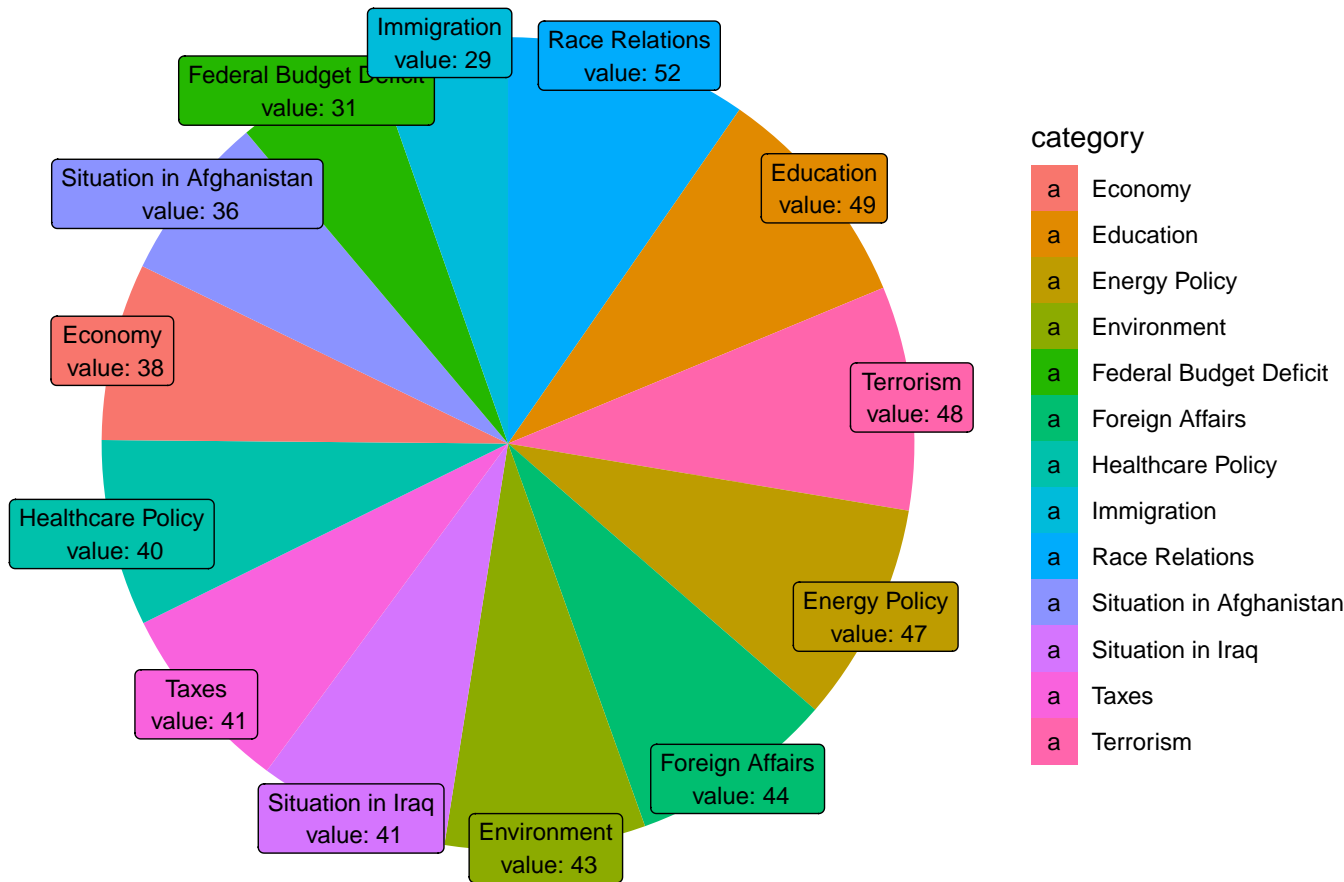 Immigration
value: 29
Race Relations
value: 52
Federal Budget Deficit
value: 31
Education
value: 49
Situation in Afghanistan
value: 36
Terrorism
value: 48
Economy
value: 38
Healthcare Policy
value: 40
Energy Policy
value: 47
Taxes
value: 41
Foreign Affairs
value: 44
Situation in Iraq
value: 41
Environment
value: 43
category
a Economy
a Education
a Energy Policy
a Environment
a Federal Budget Deficit
a Foreign Affairs
a Healthcare Policy
a Immigration
a Race Relations
a Situation in Afghanistan
a Situation in Iraq
a Taxes
a Terrorism